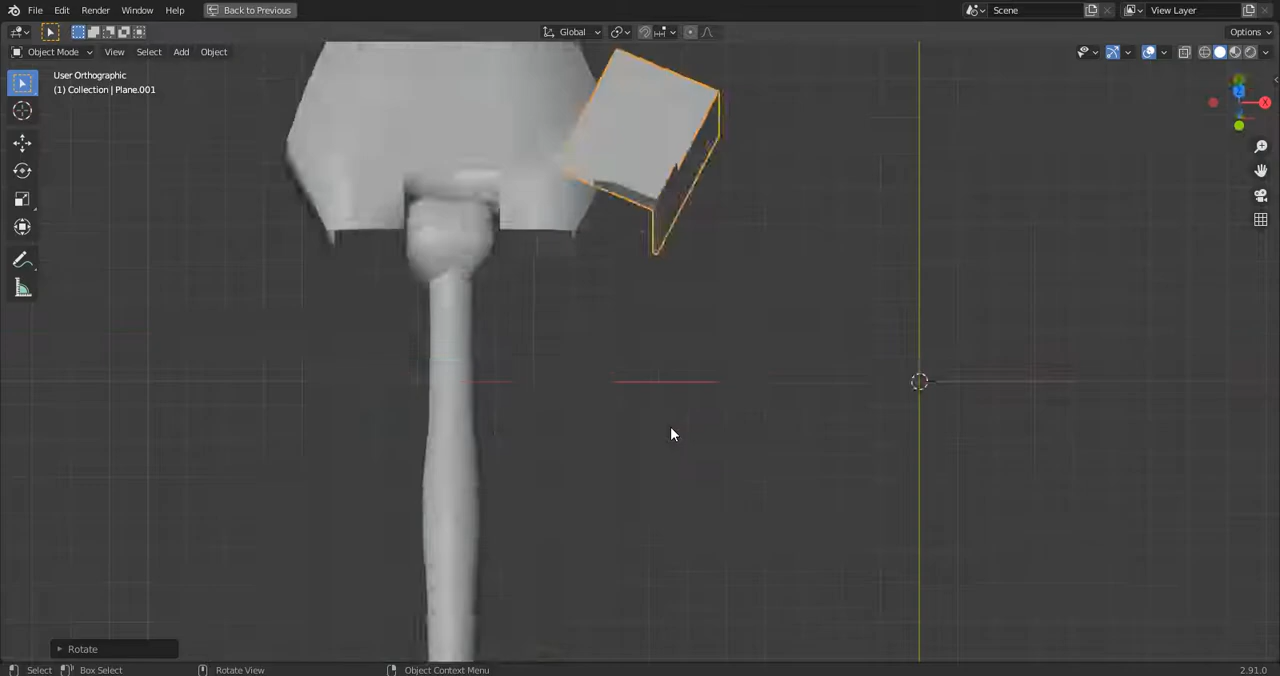 File Edit Render Window Help Back to Previous Scene View Layer
Global Options
Object Mode View Select Add Object
User Orthographic
(1) Collection | Plane.001
Z
X
Rotate
Select Box Select Rotate View Object Context Menu 2.91.0